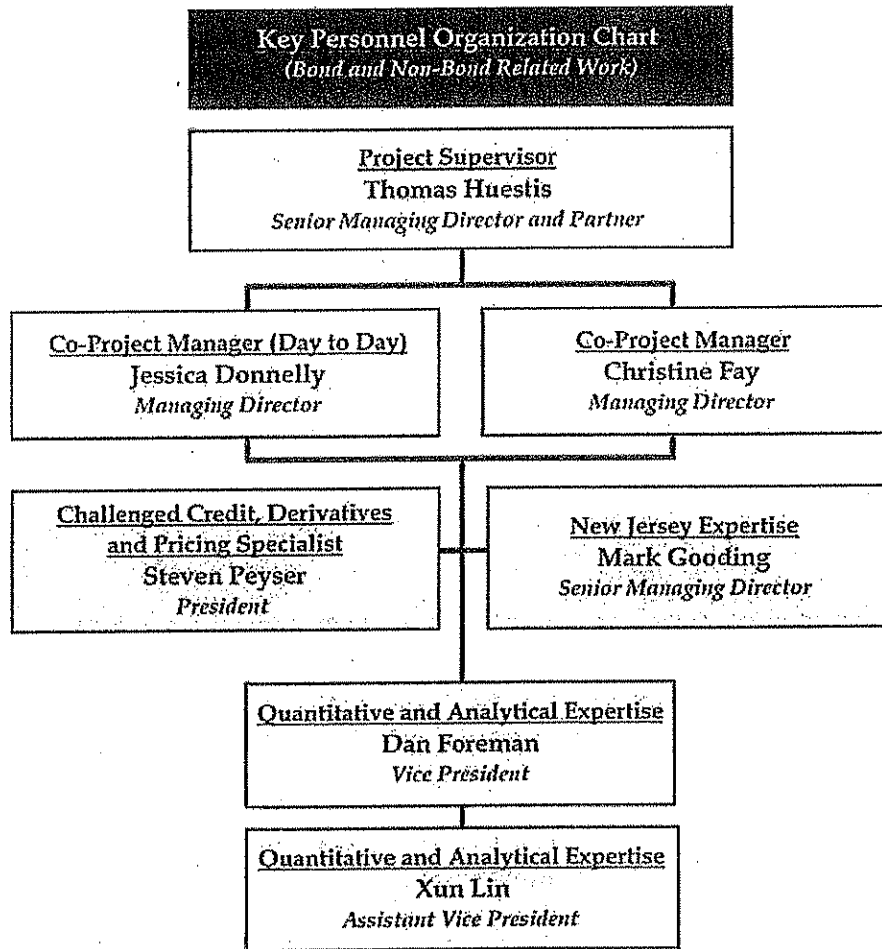 Key Personnel Organization Chart
(Bond and Non-Bond Related Work)
Project Supervisor
Thomas Huestis
Senior Managing Director and Partner
Co-Project Manager (Day to Day)
Jessica Donnelly
Managing Director
Co-Project Manager
Christine Fay
Managing Director
Challenged Credit, Derivatives
and Pricing Specialist
Steven Peyser
President
New Jersey Expertise
Mark Gooding
Senior Managing Director
Quantitative and Analytical Expertise
Dan Foreman
Vice President
Quantitative and Analytical Expertise
Xun Lin
Assistant Vice President